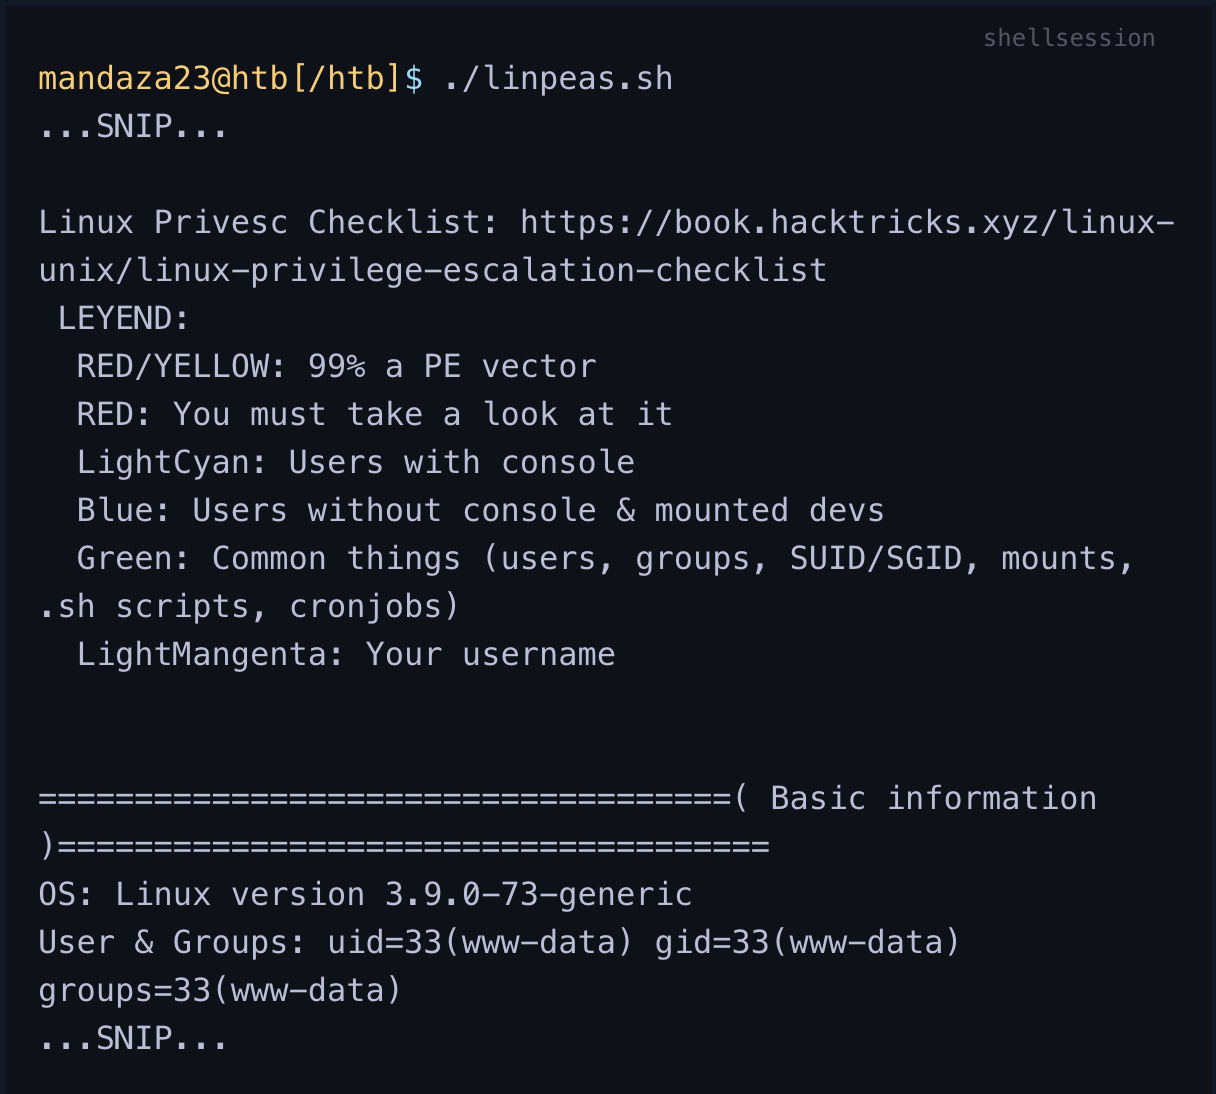 shellsession
mandaza23@htb[/htb]$ ./linpeas.sh
...SNIP...
Linux Privesc Checklist: https://book.hacktricks.xyz/linux-
unix/linux-privilege-escalation-checklist
 LEYEND:
  RED/YELLOW: 99% a PE vector
  RED: You must take a look at it
  LightCyan: Users with console
  Blue: Users without console & mounted devs
  Green: Common things (users, groups, SUID/SGID, mounts,
.sh scripts, cronjobs)
  LightMangenta: Your username
====================================( Basic information
)=====================================
OS: Linux version 3.9.0-73-generic
User & Groups: uid=33(www-data) gid=33(www-data)
groups=33(www-data)
...SNIP...